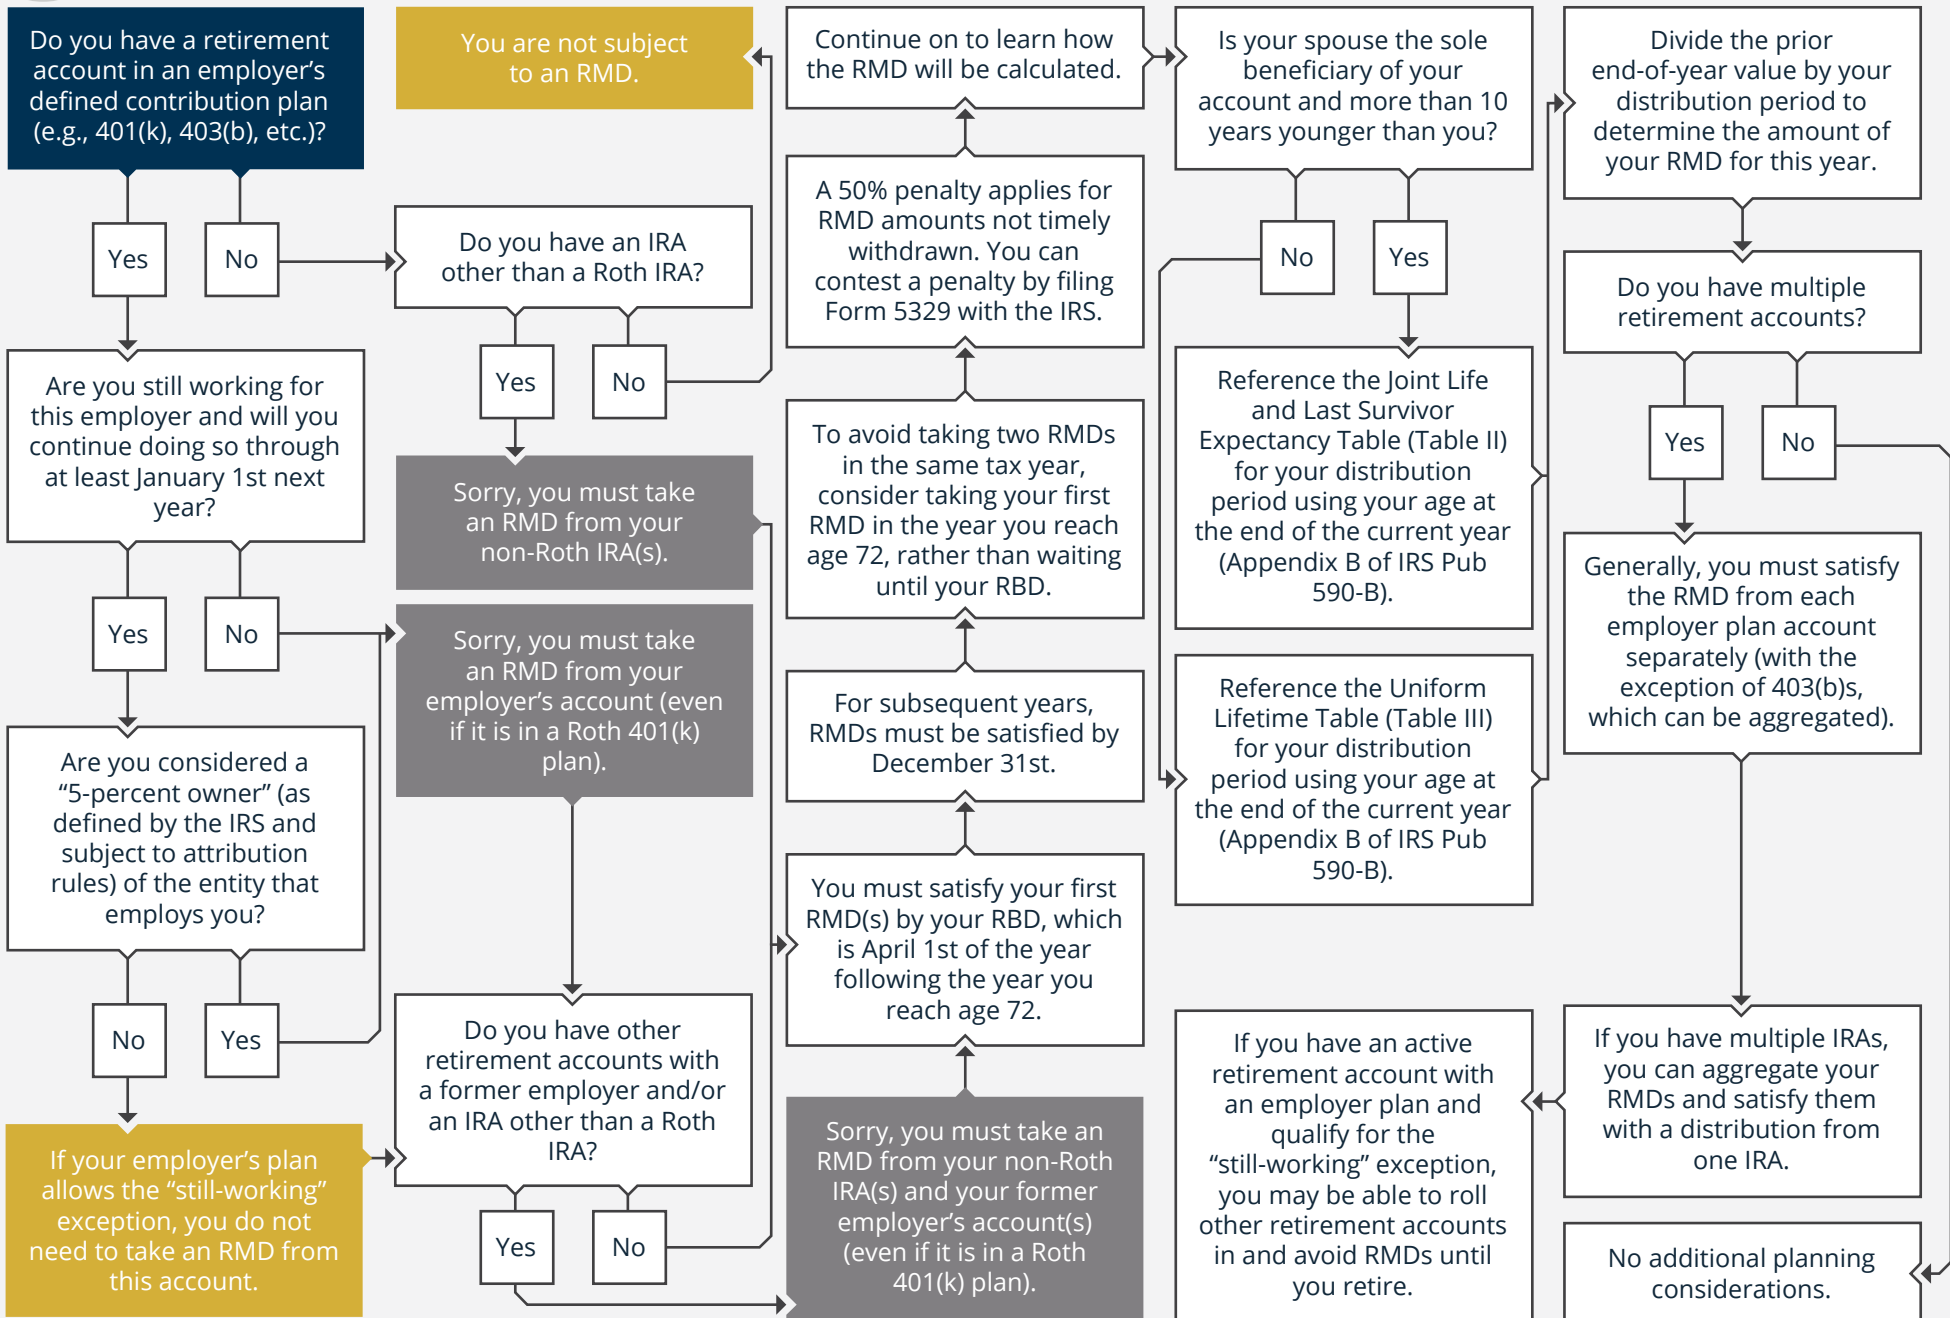 Do you have a retirement
account in an employer's
defined contribution plan
(e.g., 401(k), 403(b), etc.)?
Yes
No
Are you still working for
this employer and will you
continue doing so through
at least January 1st next
year?
Yes
No
Are you considered a
“5-percent owner” (as
defined by the IRS and
subject to attribution
rules) of the entity that
employs you?
No
Yes
If your employer's plan
allows the “still-working”
exception, you do not
need to take an RMD from
this account.
You are not subject
to an RMD.
Do you have an IRA
other than a Roth IRA?
Yes
No
Sorry, you must take
an RMD from your
non-Roth IRA(s).
Sorry, you must take
an RMD from your
employer's account (even
if it is in a Roth 401(k)
plan).
Do you have other
retirement accounts with
a former employer and/or
an IRA other than a Roth
IRA?
Yes
No
Continue on to learn how
the RMD will be calculated.
A 50% penalty applies for
RMD amounts not timely
withdrawn. You can
contest a penalty by filing
Form 5329 with the IRS.
To avoid taking two RMDs
in the same tax year,
consider taking your first
RMD in the year you reach
age 72, rather than waiting
until your RBD.
For subsequent years,
RMDs must be satisfied by
December 31st.
You must satisfy your first
RMD(s) by your RBD, which
is April 1st of the year
following the year you
reach age 72.
Sorry, you must take an
RMD from your non-Roth
IRA(s) and your former
employer's account(s)
(even if it is in a Roth
401(k) plan).
Is your spouse the sole
beneficiary of your
account and more than 10
years younger than you?
No
Yes
Reference the Joint Life
and Last Survivor
Expectancy Table (Table II)
for your distribution
period using your age at
the end of the current year
(Appendix B of IRS Pub
590-B).
Reference the Uniform
Lifetime Table (Table III)
for your distribution
period using your age at
the end of the current year
(Appendix B of IRS Pub
590-B).
If you have an active
retirement account with
an employer plan and
qualify for the
“still-working” exception,
you may be able to roll
other retirement accounts
in and avoid RMDs until
you retire.
Divide the prior
end-of-year value by your
distribution period to
determine the amount of
your RMD for this year.
Do you have multiple
retirement accounts?
Yes
No
Generally, you must satisfy
the RMD from each
employer plan account
separately (with the
exception of 403(b)s,
which can be aggregated).
If you have multiple IRAs,
you can aggregate your
RMDs and satisfy them
with a distribution from
one IRA.
No additional planning
considerations.